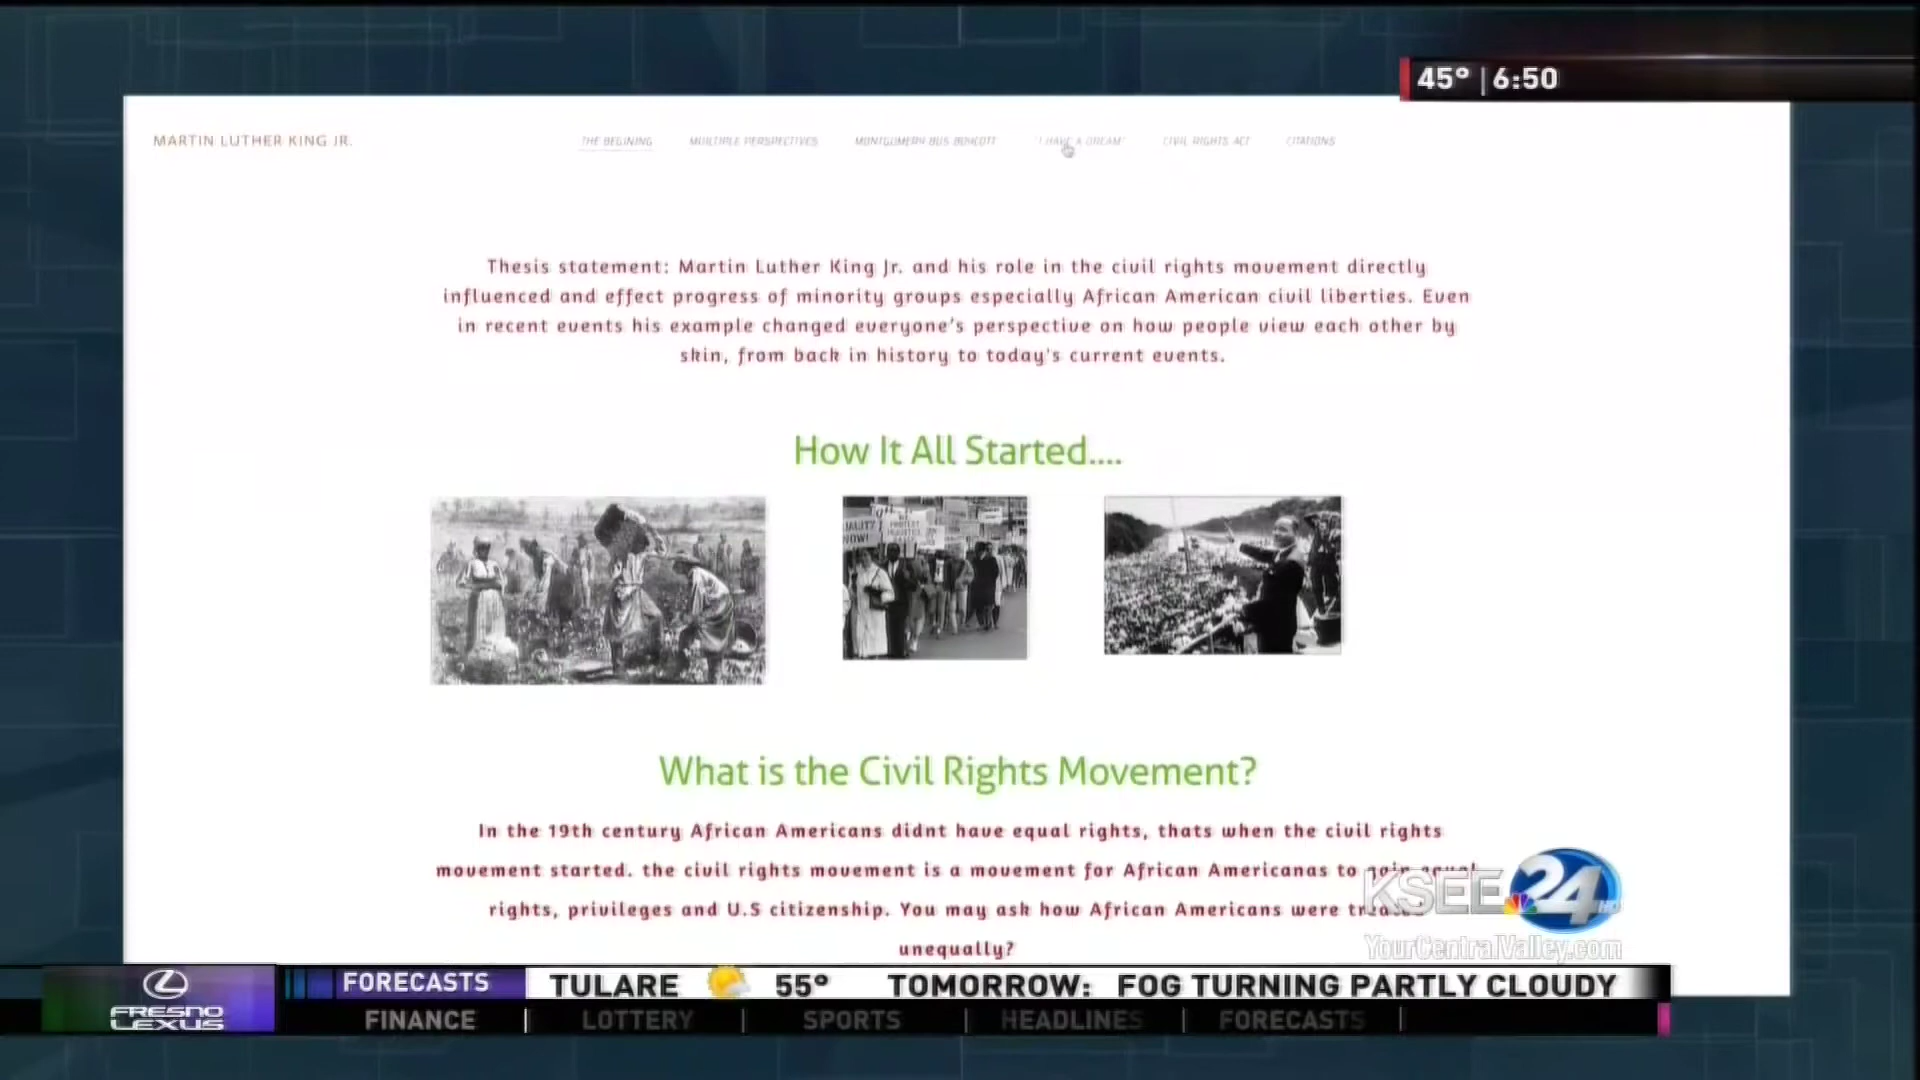 45° | 6:50
MARTIN LUTHER KING JR.
THE BEGINING
MULTIPLE PERSPECTIVES
MONTGOMERY BUS BOYCOTT
"I HAVE A DREAM"
CIVIL RIGHTS ACT
CITATIONS
Thesis statement: Martin Luther King Jr. and his role in the civil rights movement directly
influenced and effect progress of minority groups especially African American civil liberties. Even
in recent events his example changed everyone's perspective on how people view each other by
skin, from back in history to today's current events.
How It All Started....
What is the Civil Rights Movement?
In the 19th century African Americans didnt have equal rights, thats when the civil rights
movement started. the civil rights movement is a movement for African Americanas to gain equal
rights, privileges and U.S citizenship. You may ask how African Americans were treated
unequally?
KSEE 24 HD
YourCentralValley.com
FRESNO
LEXUS
FORECASTS
TULARE 55° TOMORROW: FOG TURNING PARTLY CLOUDY
FINANCE | LOTTERY | SPORTS | HEADLINES | FORECASTS |